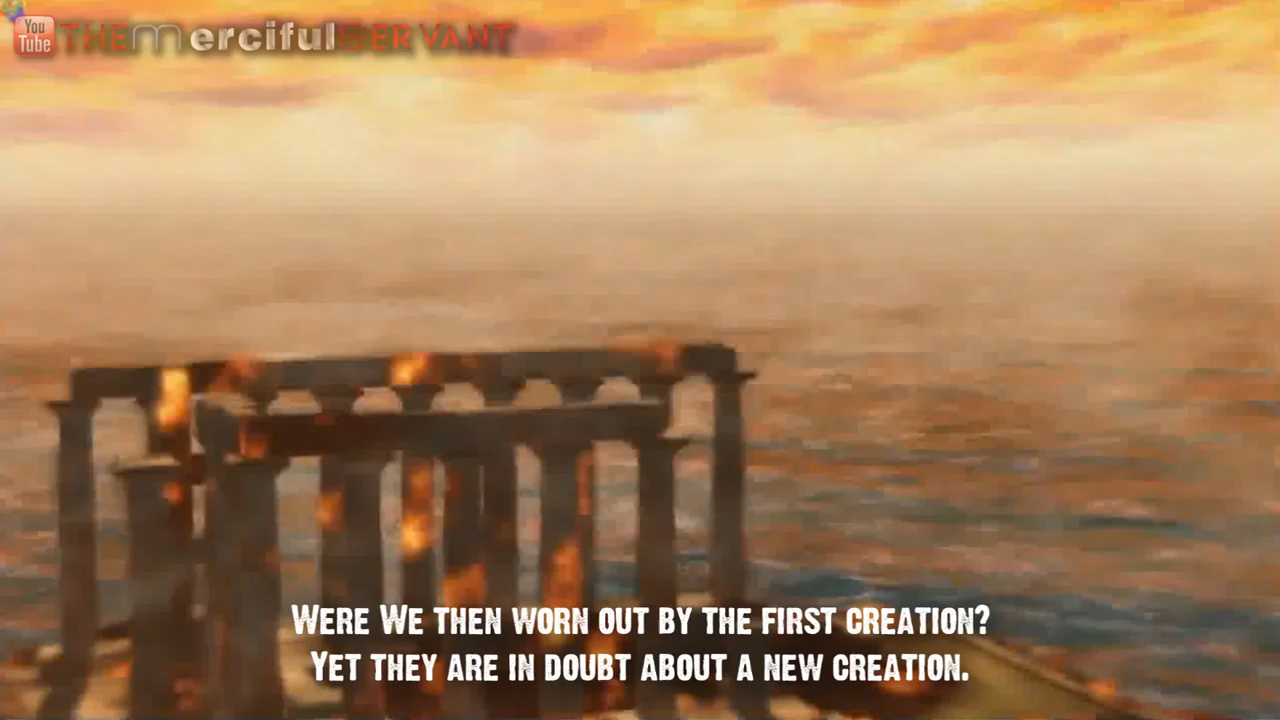 You
Tube
THEmercifulSERVANT
Were We then worn out by the first creation?
Yet they are in doubt about a new creation.